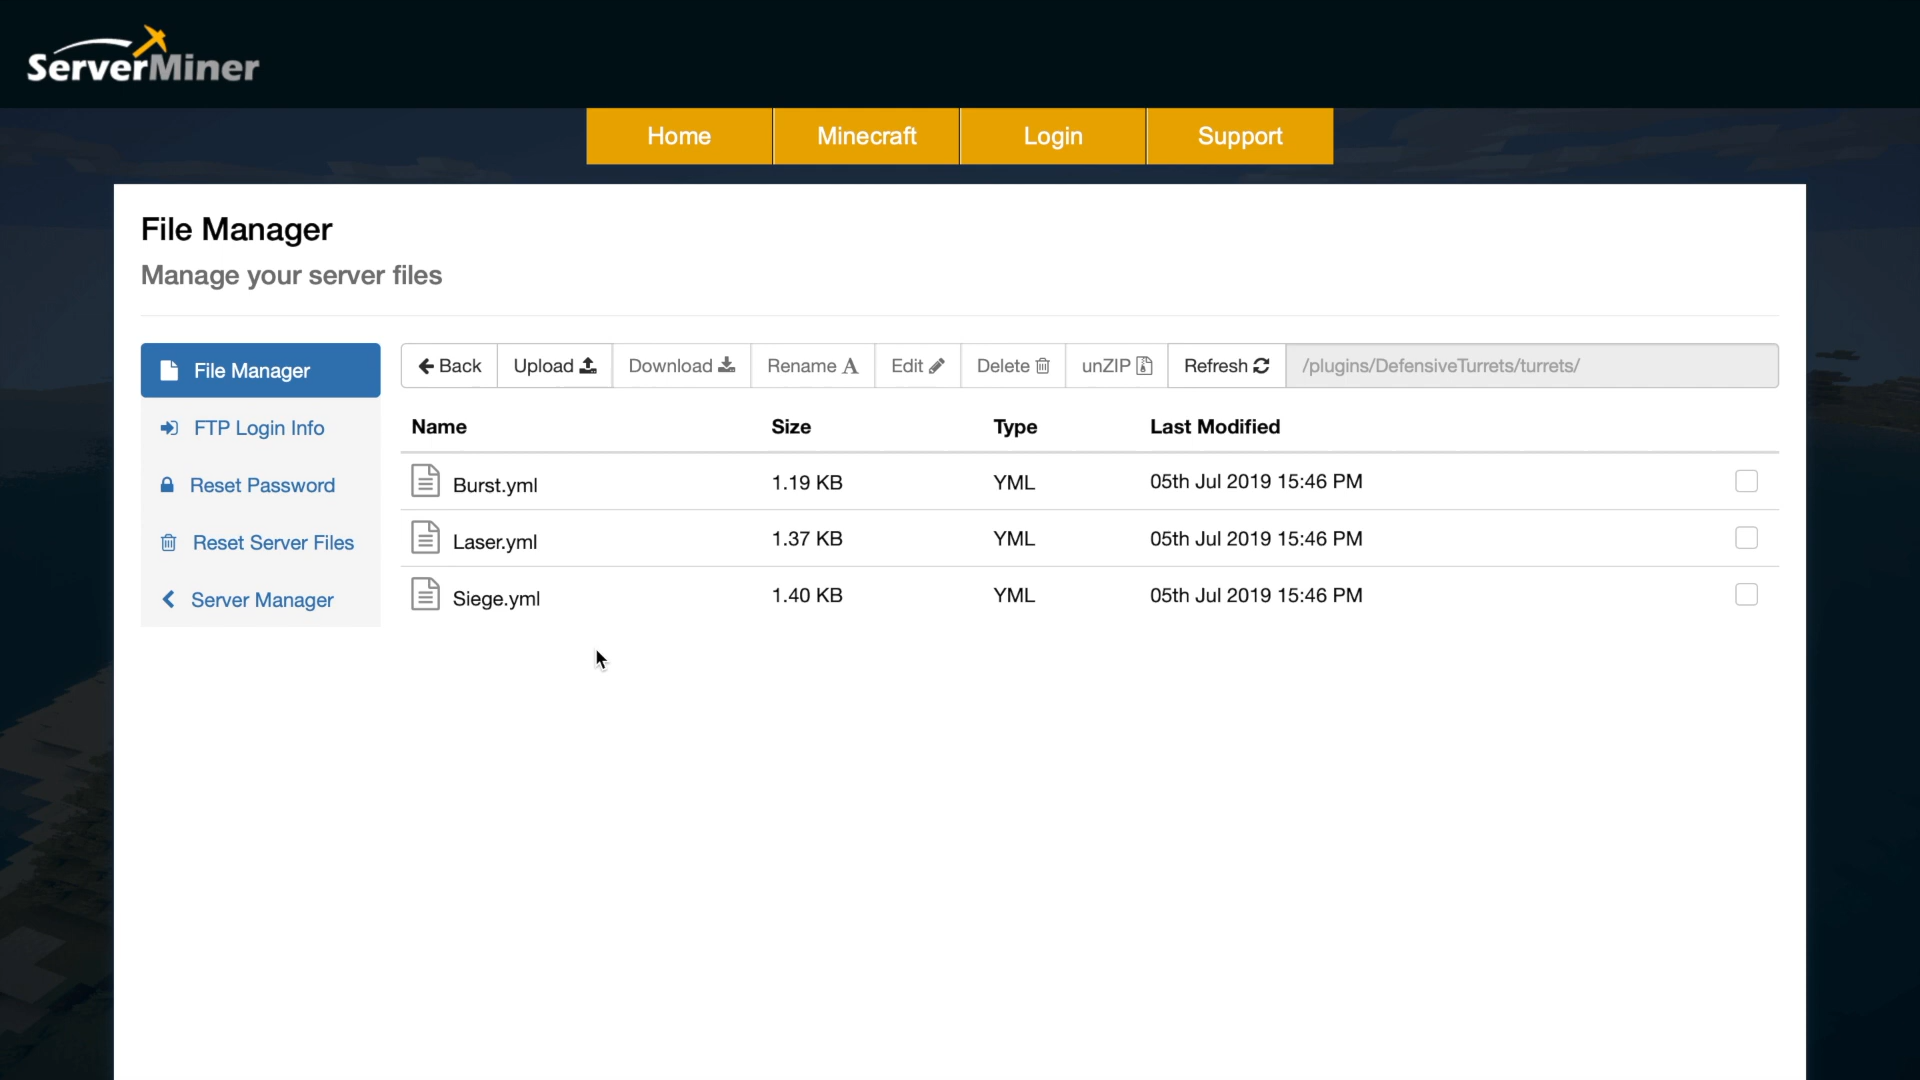 ServerMiner
Home Minecraft Login Support
File Manager
Manage your server files
File Manager
FTP Login Info
Reset Password
Reset Server Files
Server Manager
Back Upload Download Rename Edit Delete unZIP Refresh /plugins/DefensiveTurrets/turrets/
Name Size Type Last Modified
Burst.yml 1.19 KB YML 05th Jul 2019 15:46 PM
Laser.yml 1.37 KB YML 05th Jul 2019 15:46 PM
Siege.yml 1.40 KB YML 05th Jul 2019 15:46 PM